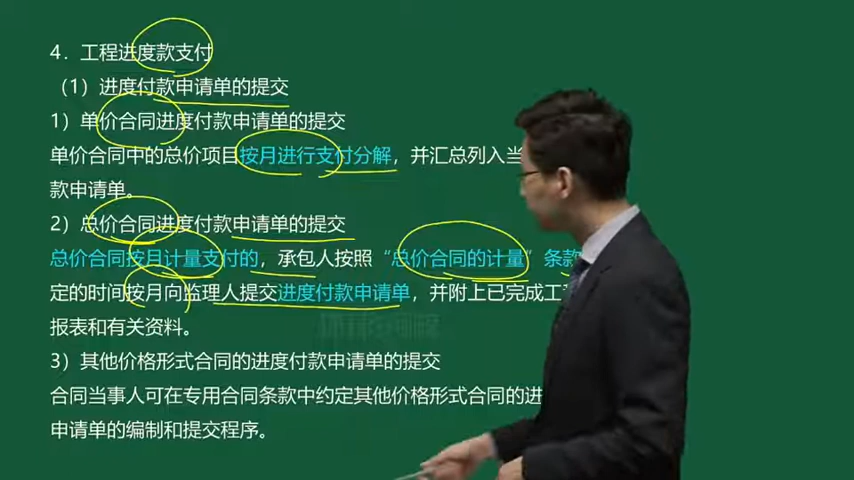 4．工程进度款支付
（1）进度付款申请单的提交
1）单价合同进度付款申请单的提交
单价合同中的总价项目按月进行支付分解，并汇总列入当
款申请单。
2）总价合同进度付款申请单的提交
总价合同按月计量支付的，承包人按照“总价合同的计量”条款
定的时间按月向监理人提交进度付款申请单，并附上已完成工
报表和有关资料。
3）其他价格形式合同的进度付款申请单的提交
合同当事人可在专用合同条款中约定其他价格形式合同的进
申请单的编制和提交程序。